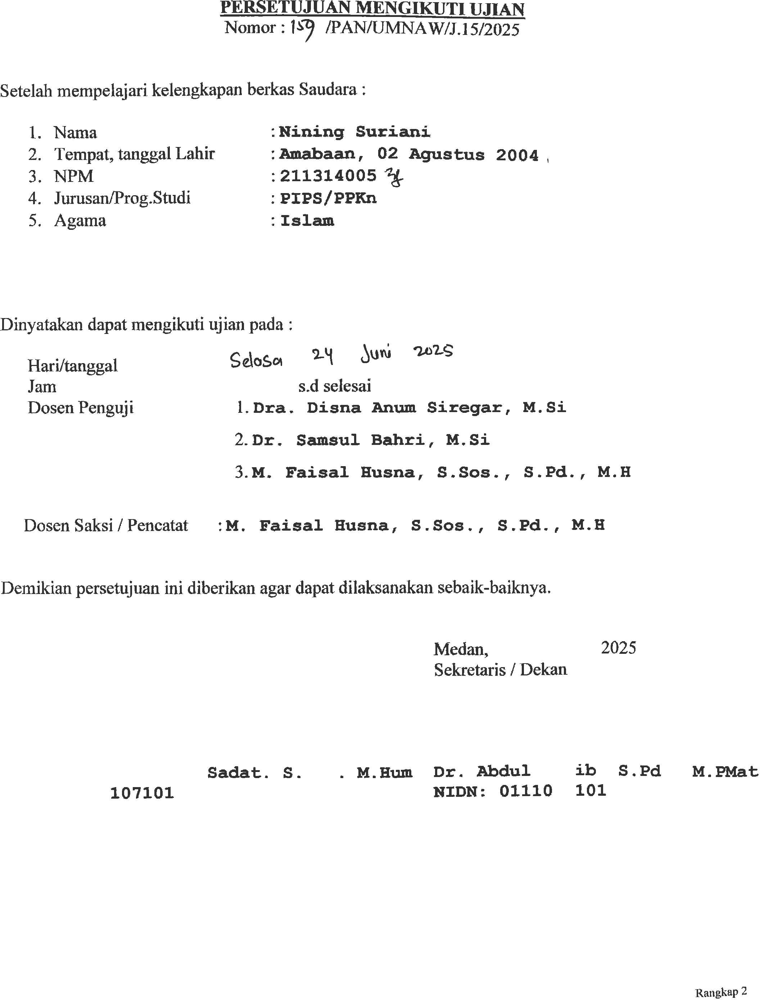 PERSETUJUAN MENGIKUTI UJIAN
Nomor : 159 /PAN/UMNAW/J.15/2025
Setelah mempelajari kelengkapan berkas Saudara :
1. Nama : Nining Suriani
2. Tempat, tanggal Lahir : Amabaan, 02 Agustus 2004
3. NPM : 211314005
4. Jurusan/Prog.Studi : PIPS/PPKn
5. Agama : Islam
Dinyatakan dapat mengikuti ujian pada :
Hari/tanggal Selasa 24 Juni 2025
Jam s.d selesai
Dosen Penguji 1. Dra. Disna Anum Siregar, M.Si
2. Dr. Samsul Bahri, M.Si
3. M. Faisal Husna, S.Sos., S.Pd., M.H
Dosen Saksi / Pencatat : M. Faisal Husna, S.Sos., S.Pd., M.H
Demikian persetujuan ini diberikan agar dapat dilaksanakan sebaik-baiknya.
Medan, 2025
Sekretaris / Dekan
Sadat. S. . M.Hum Dr. Abdul ib S.Pd M.PMat
107101 NIDN: 01110 101
Rangkap 2